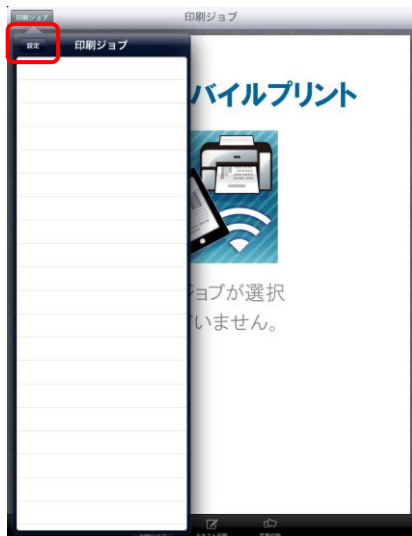 印刷ジョブ
印刷ジョブ
設定
印刷ジョブ
バイルプリント
ジョブが選択
いません。